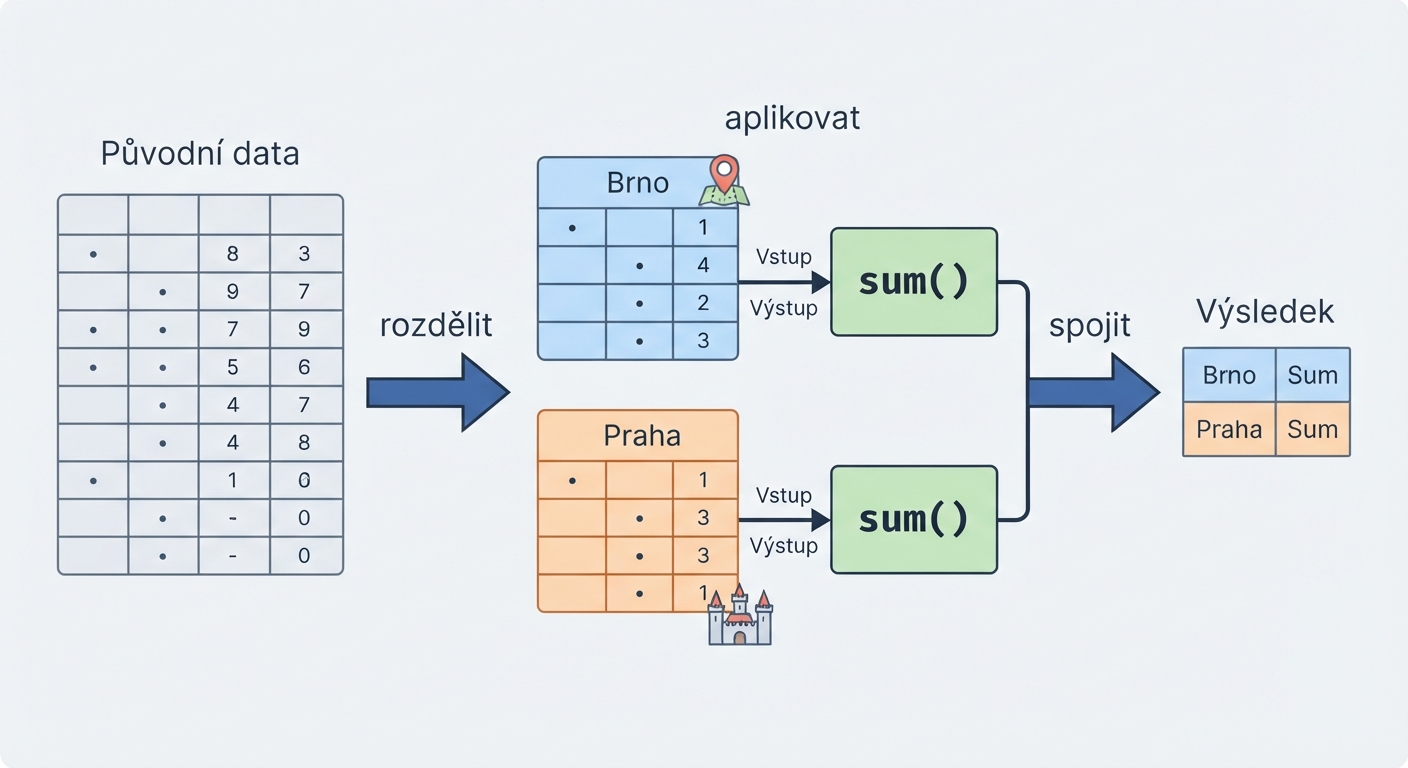 aplikovat
Původní data
• 8 3
• 9 7
• • 7 9
• • 5 6
• 4 7
• 4 8
• 1 0
• - 0
• - 0
rozdělit
Brno
• 1
• 4
• 2
• 3
Vstup
Výstup
sum()
Praha
• 1
• 3
• 3
• 1
Vstup
Výstup
sum()
spojit
Výsledek
Brno Sum
Praha Sum